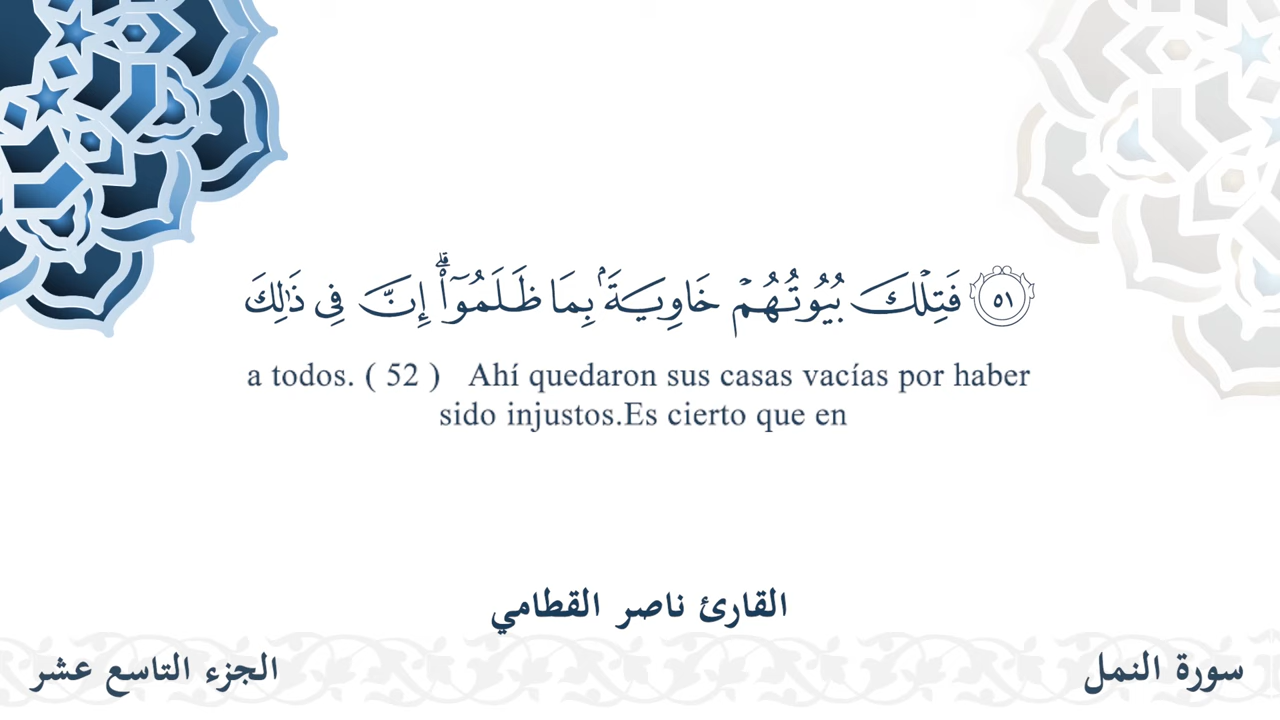 ٥١ فَتِلْكَ بُيُوتُهُمْ خَاوِيَةًۢ بِمَا ظَلَمُوٓا۟ۗ إِنَّ فِى ذَٰلِكَ
a todos. ( 52 ) Ahí quedaron sus casas vacías por haber
sido injustos.Es cierto que en
القارئ ناصر القطامي
سورة النمل
الجزء التاسع عشر